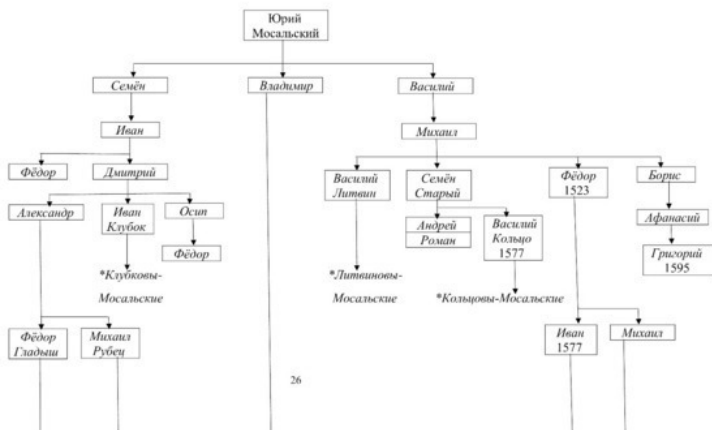 Юрий
Мосальский
Семён
Владимир
Василий
Иван
Михаил
Фёдор
Дмитрий
Василий
Литвин
Семён
Старый
Фёдор
1523
Борис
Александр
Иван
Клубок
Осип
Андрей
Роман
Василий
Кольцо
1577
Афанасий
Фёдор
Григорий
1595
*Клубковы-
Мосальские
*Литвиновы-
Мосальские
*Кольцовы-Мосальские
Фёдор
Гладыш
Михаил
Рубец
Иван
1577
Михаил
26